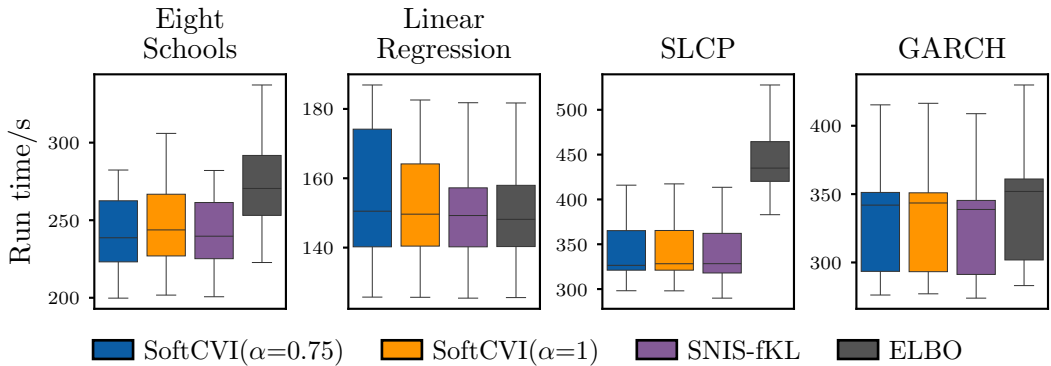 Eight
Schools
Linear
Regression
SLCP
GARCH
Run time/s
300
250
200
180
160
140
500
450
400
350
300
400
350
300
SoftCVI(α=0.75)
SoftCVI(α=1)
SNIS-fKL
ELBO